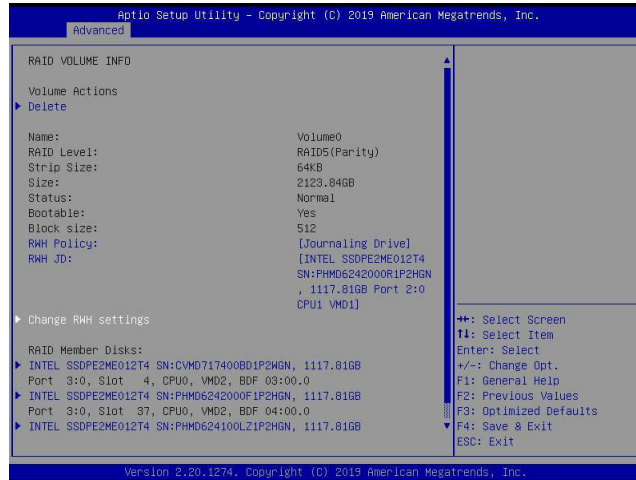 Aptio Setup Utility – Copyright (C) 2019 American Megatrends, Inc.
Advanced
RAID VOLUME INFO
Volume Actions
Delete
Name: Volume0
RAID Level: RAID5(Parity)
Strip Size: 64KB
Size: 2123.84GB
Status: Normal
Bootable: Yes
Block size: 512
RWH Policy: [Journaling Drive]
RWH JD: [INTEL SSDPE2ME012T4
SN:PHMD6242000R1P2HGN
, 1117.81GB Port 2:0
CPU1 VMD1]
Change RWH settings
RAID Member Disks:
INTEL SSDPE2ME012T4 SN:CVMD717400BD1P2WGN, 1117.81GB
Port 3:0, Slot 4, CPU0, VMD2, BDF 03:00.0
INTEL SSDPE2ME012T4 SN:PHMD6242000F1P2HGN, 1117.81GB
Port 3:0, Slot 37, CPU0, VMD2, BDF 04:00.0
INTEL SSDPE2ME012T4 SN:PHMD624100LZ1P2HGN, 1117.81GB
→←: Select Screen
↑↓: Select Item
Enter: Select
+/-: Change Opt.
F1: General Help
F2: Previous Values
F3: Optimized Defaults
F4: Save & Exit
ESC: Exit
Version 2.20.1274. Copyright (C) 2019 American Megatrends, Inc.